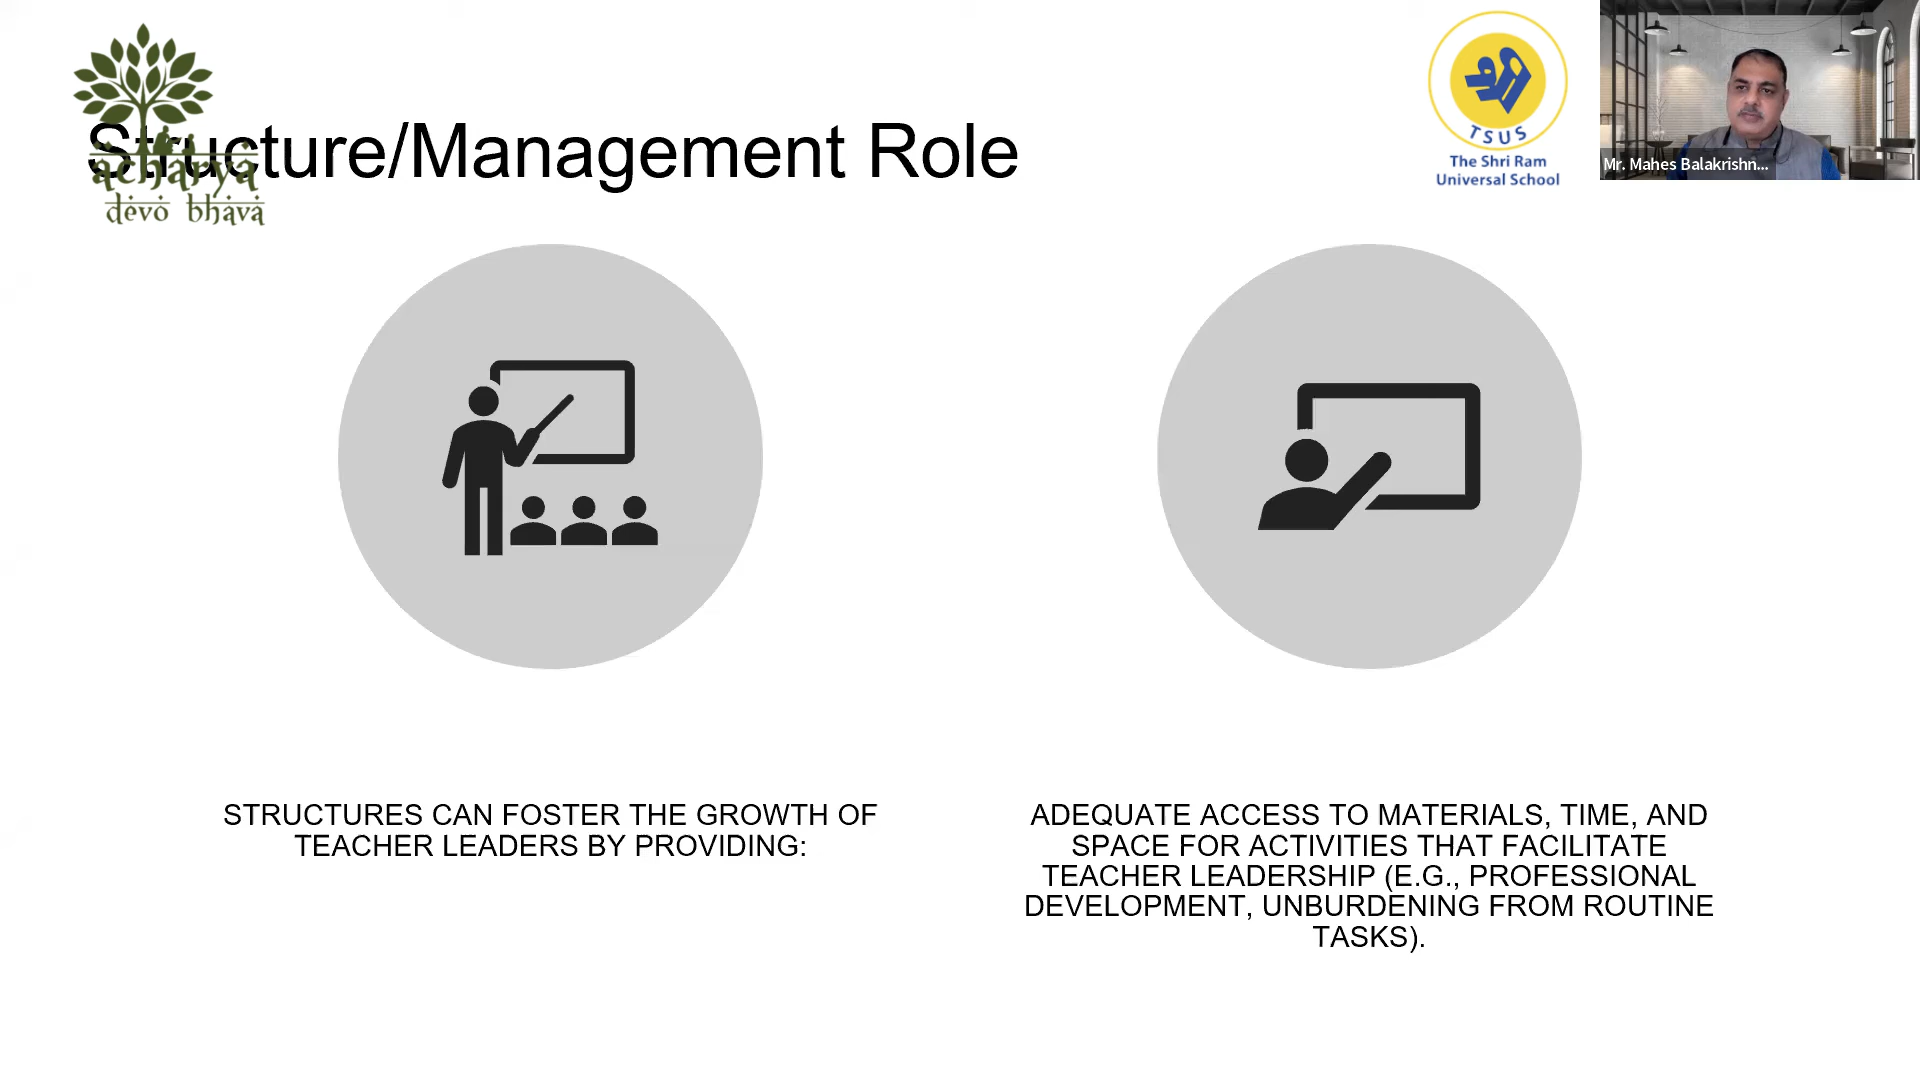 Structure/Management Role
ācharya
devo bhava
TSUS
The Shri Ram
Universal School
Mr. Mahes Balakrishn...
STRUCTURES CAN FOSTER THE GROWTH OF
TEACHER LEADERS BY PROVIDING:
ADEQUATE ACCESS TO MATERIALS, TIME, AND
SPACE FOR ACTIVITIES THAT FACILITATE
TEACHER LEADERSHIP (E.G., PROFESSIONAL
DEVELOPMENT, UNBURDENING FROM ROUTINE
TASKS).